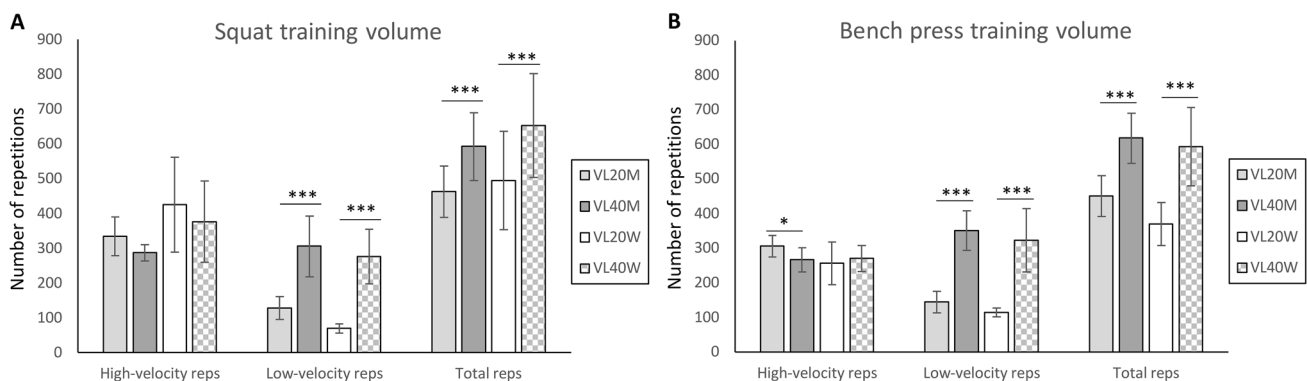 A
Squat training volume
Number of repetitions
900
800
700
600
500
400
300
200
100
0
***
***
***
***
High-velocity reps
Low-velocity reps
Total reps
VL20M
VL40M
VL20W
VL40W
B
Bench press training volume
Number of repetitions
900
800
700
600
500
400
300
200
100
0
*
***
***
***
***
High-velocity reps
Low-velocity reps
Total reps
VL20M
VL40M
VL20W
VL40W